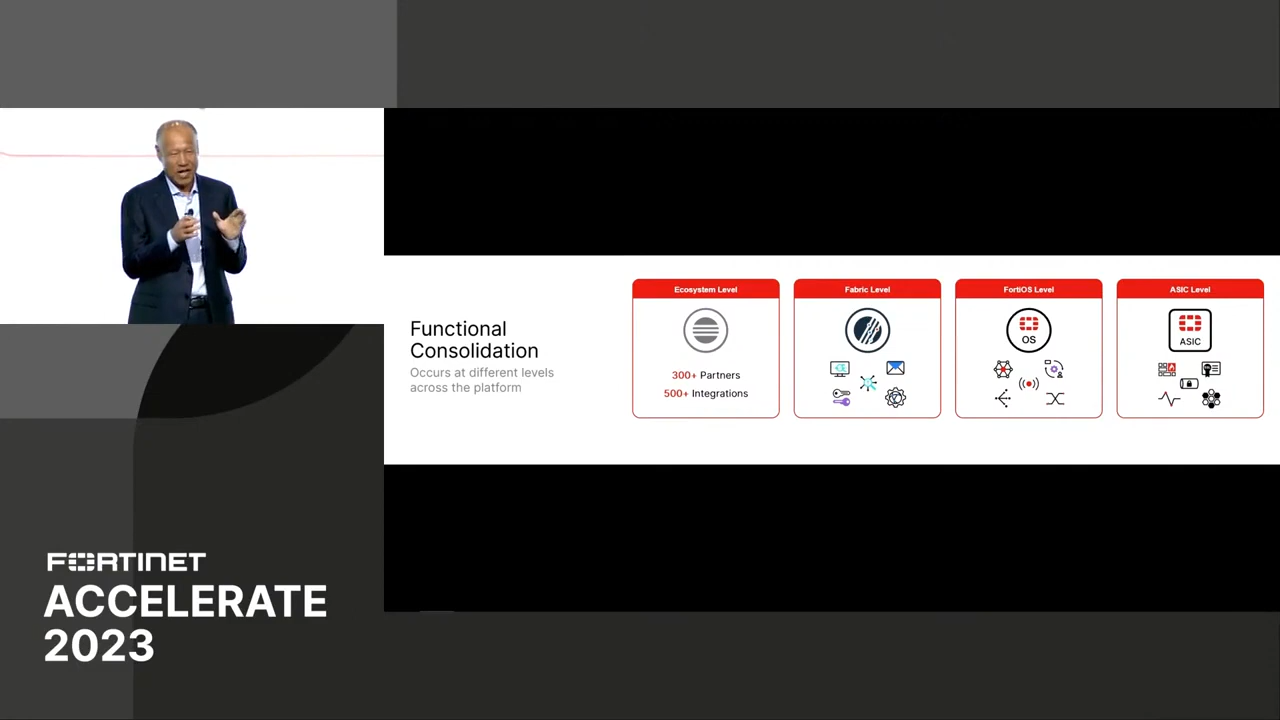 Functional
Consolidation
Occurs at different levels
across the platform
Ecosystem Level
300+ Partners
500+ Integrations
Fabric Level
FortiOS Level
OS
ASIC Level
ASIC
FORTINET
ACCELERATE
2023